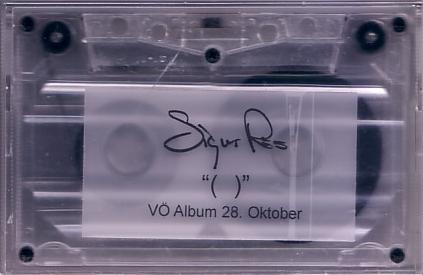 Sigur Rós
“( )”
VÖ Album 28. Oktober